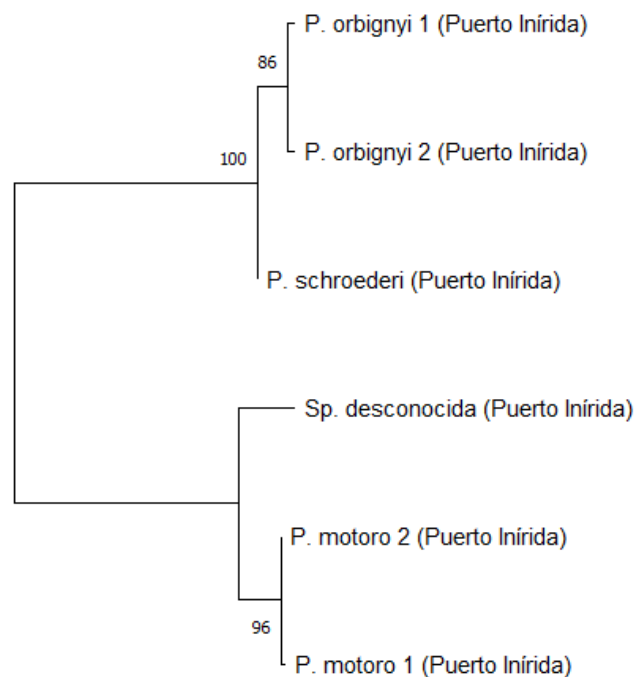 P. orbignyi 1 (Puerto Inírida)
86
P. orbignyi 2 (Puerto Inírida)
100
P. schroederi (Puerto Inírida)
Sp. desconocida (Puerto Inírida)
P. motoro 2 (Puerto Inírida)
96
P. motoro 1 (Puerto Inírida)